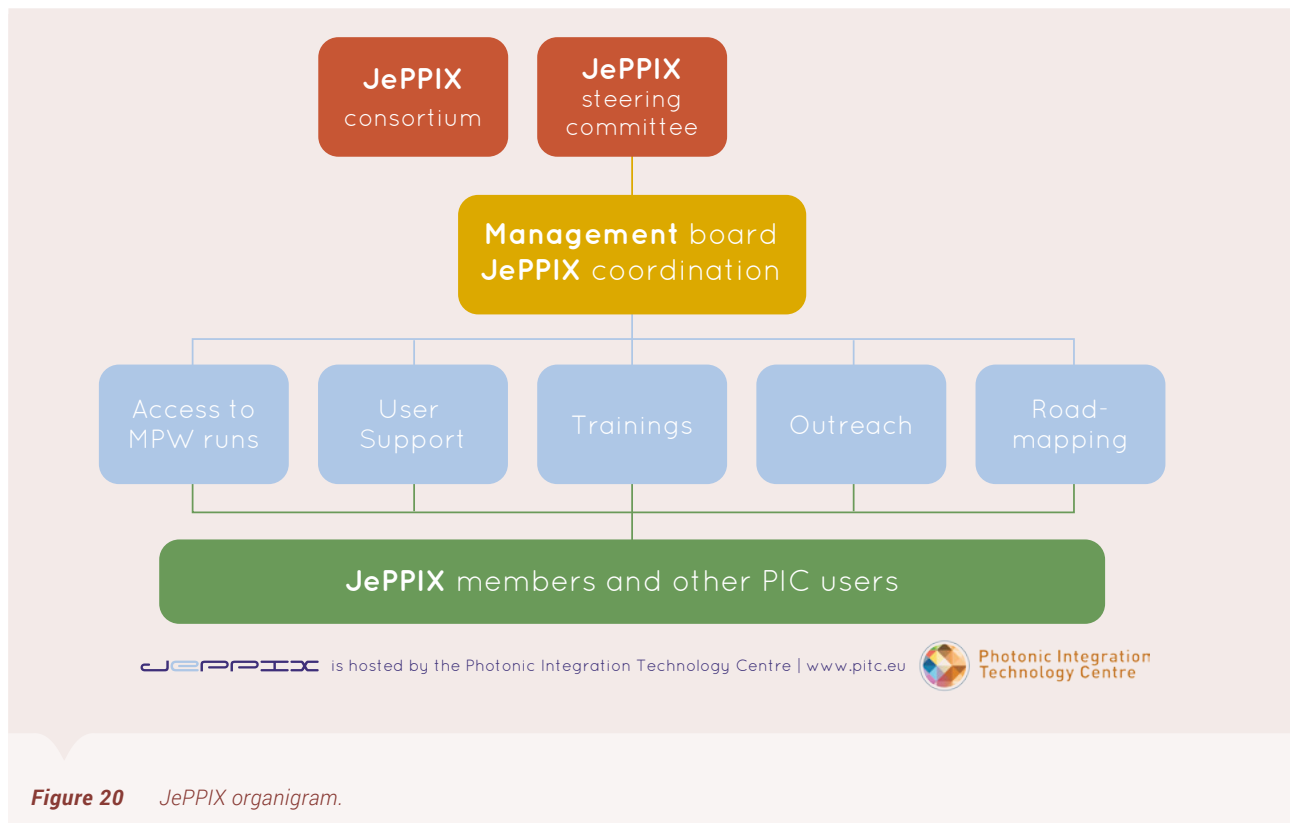 JePPIX
consortium
JePPIX
steering
committee
Management board
JePPIX coordination
Access to
MPW runs
User
Support
Trainings
Outreach
Road-
mapping
JePPIX members and other PIC users
JePPIX is hosted by the Photonic Integration Technology Centre | www.pitc.eu
Photonic Integration
Technology Centre
Figure 20 JePPIX organigram.